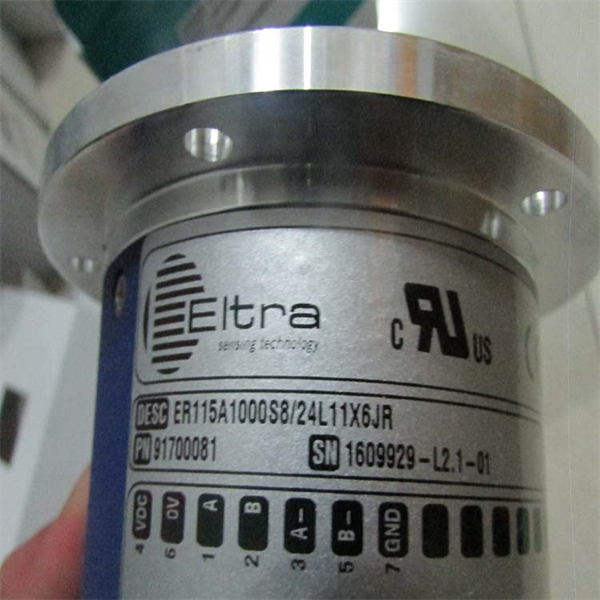 Eltra
sensing technology
c RU US
DESC ER115A1000S8/24L11X6JR
PN 91700081 SN 1609929-L2.1-01
VDC 0V A B A- B- GND
4 6 1 2 3 5 7